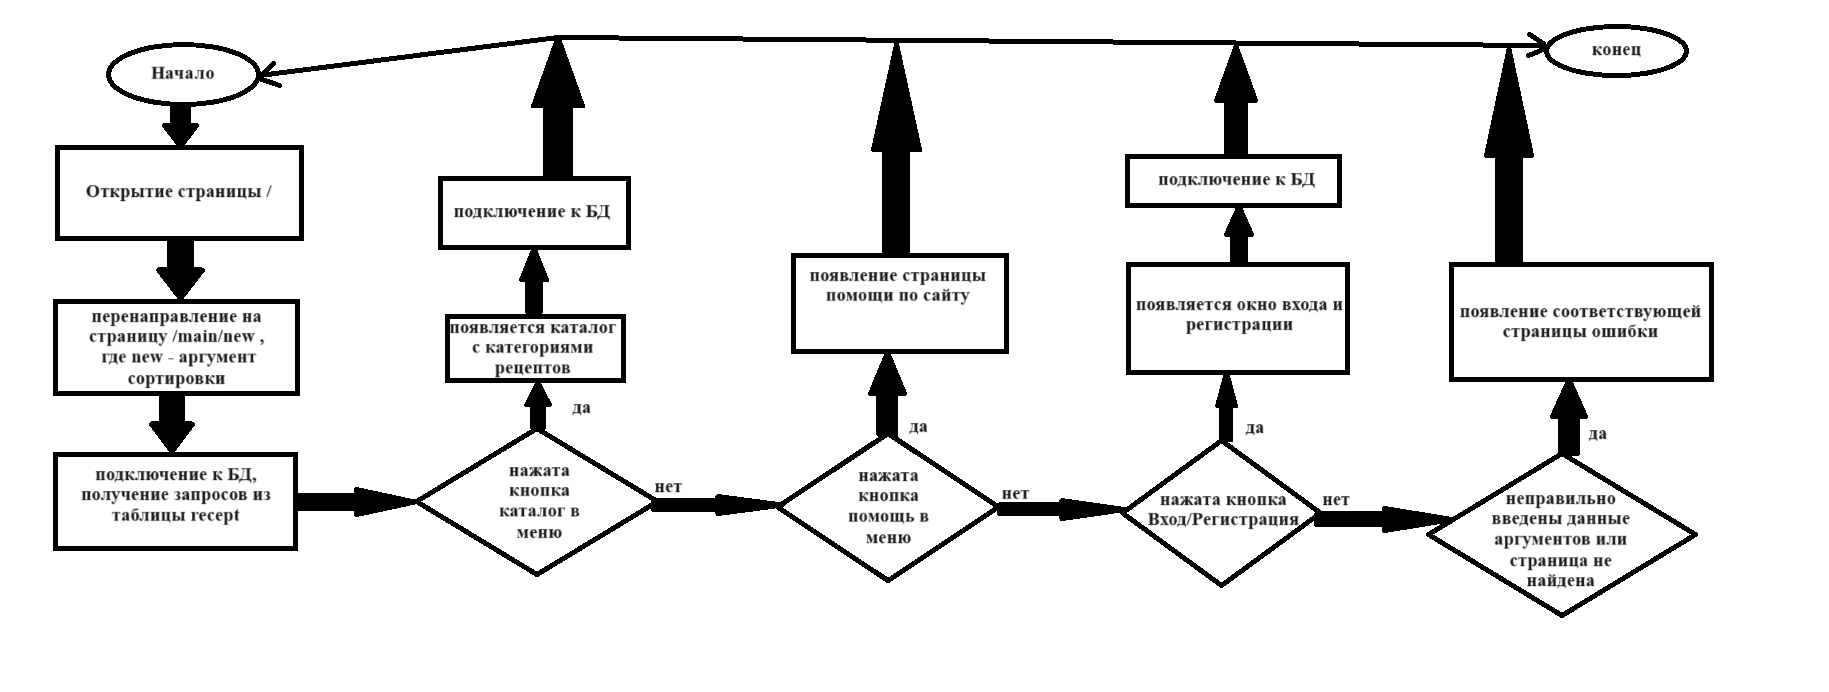 Начало
Открытие страницы /
перенаправление на
страницу /main/new ,
где new - аргумент
сортировки
подключение к БД,
получение запросов из
таблицы recept
подключение к БД
появляется каталог
с категориями
рецептов
да
нажата
кнопка
каталог в
меню
нет
появление страницы
помощи по сайту
да
нажата
кнопка
помощь в
меню
нет
подключение к БД
появляется окно входа и
регистрации
да
нажата кнопка
Вход/Регистрация
нет
конец
появление соответствующей
страницы ошибки
да
неправильно
введены данные
аргументов или
страница не
найдена